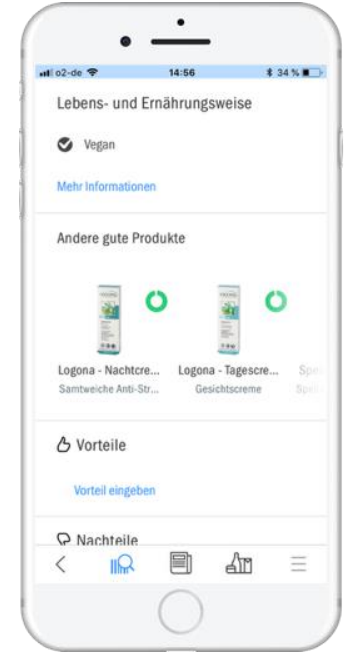 o2-de 14:56 34 %
Lebens- und Ernährungsweise
Vegan
Mehr Informationen
Andere gute Produkte
Logona - Nachtcre... Logona - Tagescre... Spei
Samtweiche Anti-Str... Gesichtscreme
Vorteile
Vorteil eingeben
Nachteile